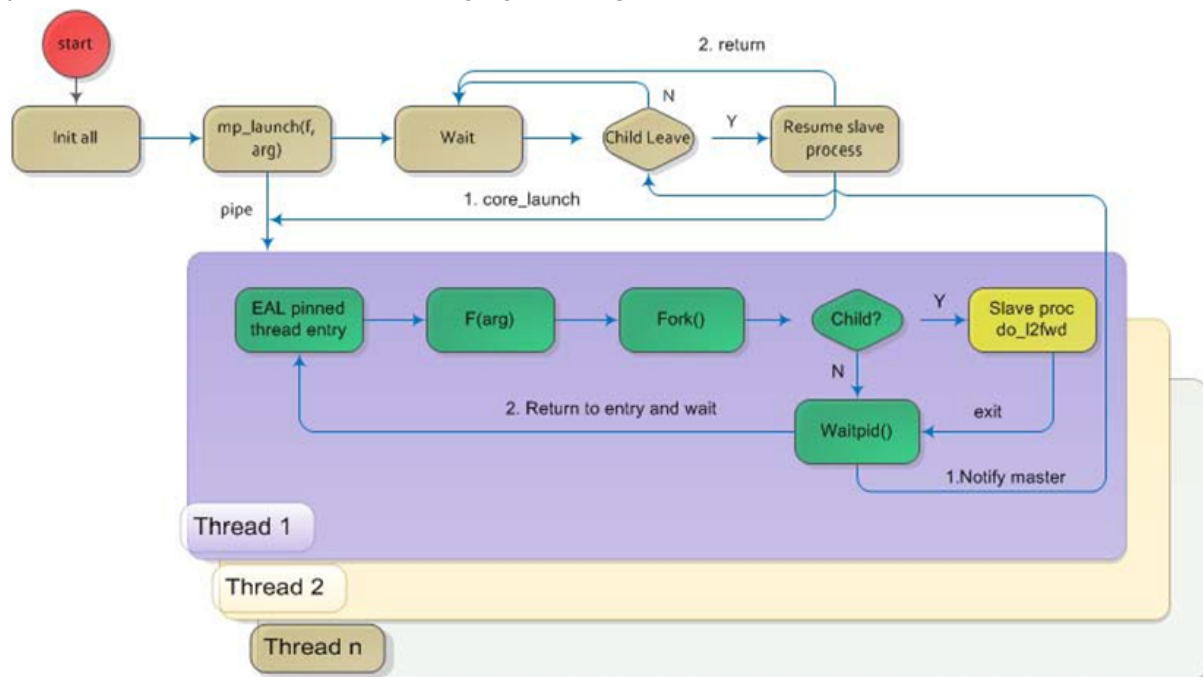 start
2. return
N
Init all
mp_launch(f,
arg)
Wait
Child Leave
Y
Resume slave
process
pipe
1. core_launch
EAL pinned
thread entry
F(arg)
Fork()
Child?
Y
Slave proc
do_l2fwd
N
2. Return to entry and wait
Waitpid()
exit
1.Notify master
Thread 1
Thread 2
Thread n